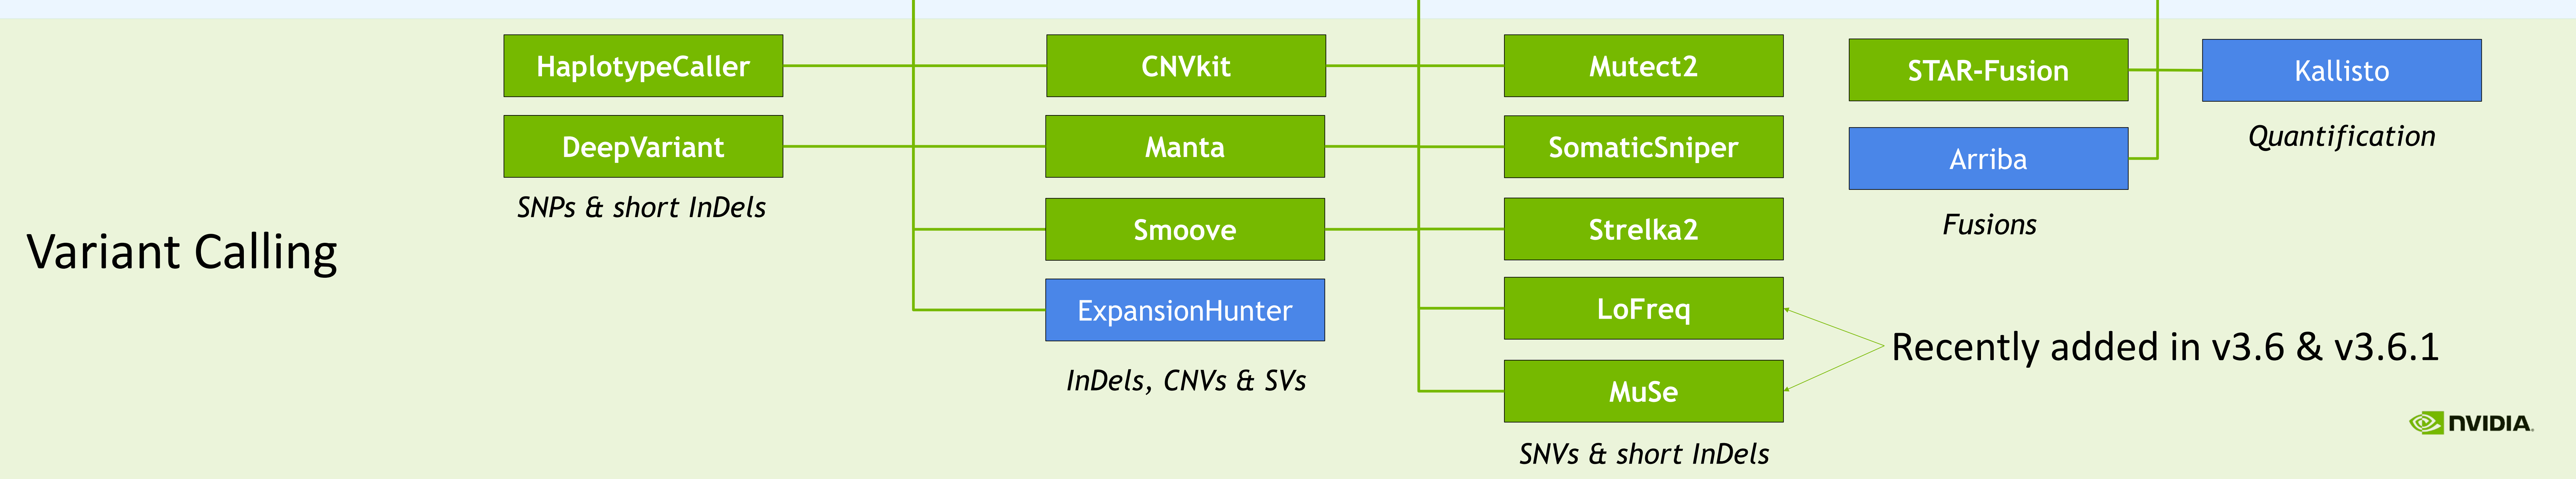 HaplotypeCaller
DeepVariant
SNPs & short InDels
Variant Calling
CNVkit
Manta
Smoove
ExpansionHunter
InDels, CNVs & SVs
Mutect2
SomaticSniper
Strelka2
LoFreq
MuSe
SNVs & short InDels
STAR-Fusion
Arriba
Fusions
Kallisto
Quantification
Recently added in v3.6 & v3.6.1
NVIDIA.